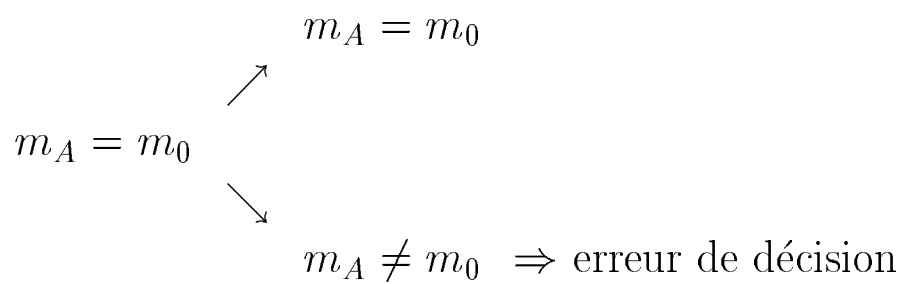 m_A = m_0
↗
m_A = m_0
↘
m_A ≠ m_0 ⇒ erreur de décision